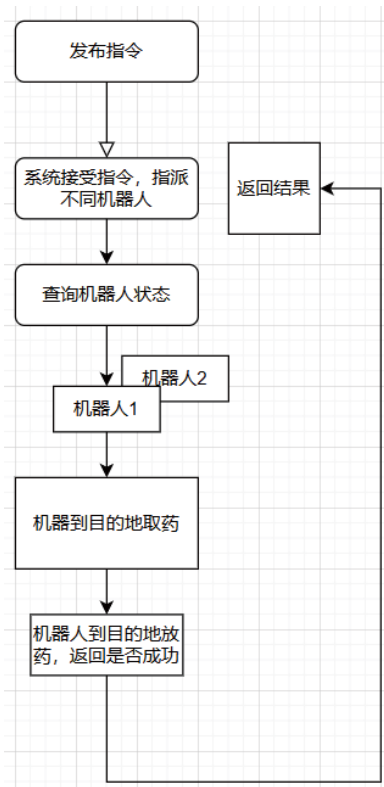 发布指令
系统接受指令，指派
不同机器人
返回结果
查询机器人状态
机器人2
机器人1
机器到目的地取药
机器人到目的地放
药，返回是否成功